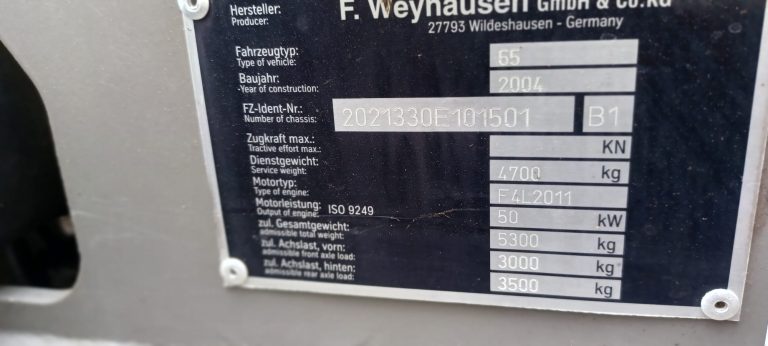 Hersteller: F. Weyhausen GmbH & Co.KG
Producer: 27793 Wildeshausen - Germany
Fahrzeugtyp: 65
Type of vehicle:
Baujahr: 2004
-Year of construction:
FZ-Ident-Nr.: 2021330E101501 B1
Number of chassis:
Zugkraft max.: KN
Tractive effort max.:
Dienstgewicht: 4700 kg
Service weight:
Motortyp: F4L2011
Type of engine:
Motorleistung: ISO 9249 50 kW
Output of engine:
zul. Gesamtgewicht: 5300 kg
admissible total weight:
zul. Achslast, vorn: 3000 kg
admissible front axle load:
zul. Achslast, hinten: 3500 kg
admissible rear axle load: